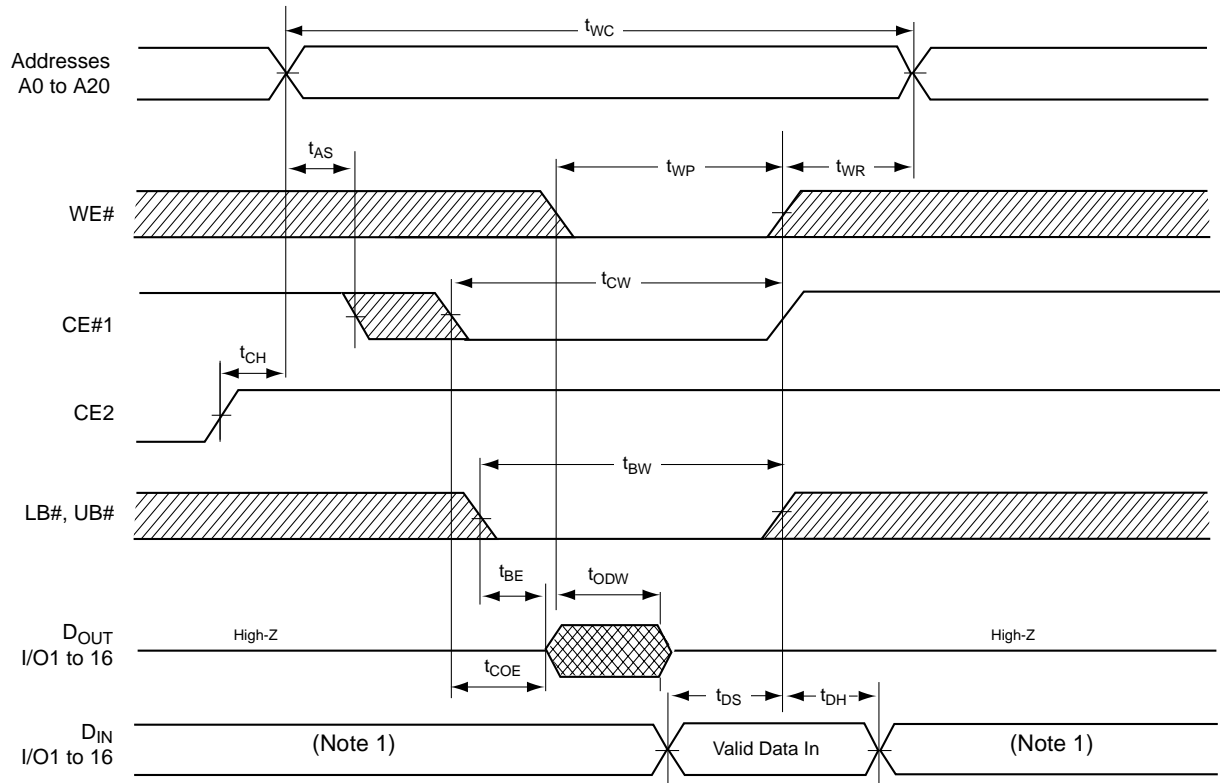 tWC
Addresses
A0 to A20
tAS
tWP
tWR
WE#
tCW
CE#1
tCH
CE2
tBW
LB#, UB#
tBE
tODW
DOUT
I/O1 to 16
High-Z
High-Z
tCOE
tDS
tDH
DIN
I/O1 to 16
(Note 1)
Valid Data In
(Note 1)